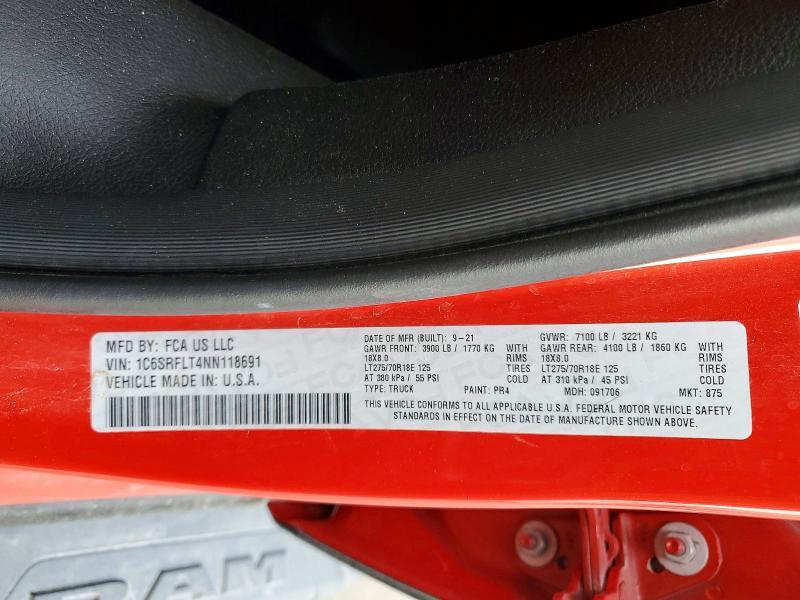 MFD BY: FCA US LLC
VIN: 1C6SRFLT4NN118691
VEHICLE MADE IN U.S.A.
DATE OF MFR (BUILT): 9-21
GAWR FRONT: 3900 LB / 1770 KG WITH
18X8.0 RIMS
LT275/70R18E 125 TIRES
AT 380 kPa / 55 PSI COLD
TYPE: TRUCK PAINT: PR4
GVWR: 7100 LB / 3221 KG
GAWR REAR: 4100 LB / 1860 KG WITH
18X8.0 RIMS
LT275/70R18E 125 TIRES
AT 310 kPa / 45 PSI COLD
MDH: 091706 MKT: 875
THIS VEHICLE CONFORMS TO ALL APPLICABLE U.S.A. FEDERAL MOTOR VEHICLE SAFETY
STANDARDS IN EFFECT ON THE DATE OF MANUFACTURE SHOWN ABOVE.
RAM